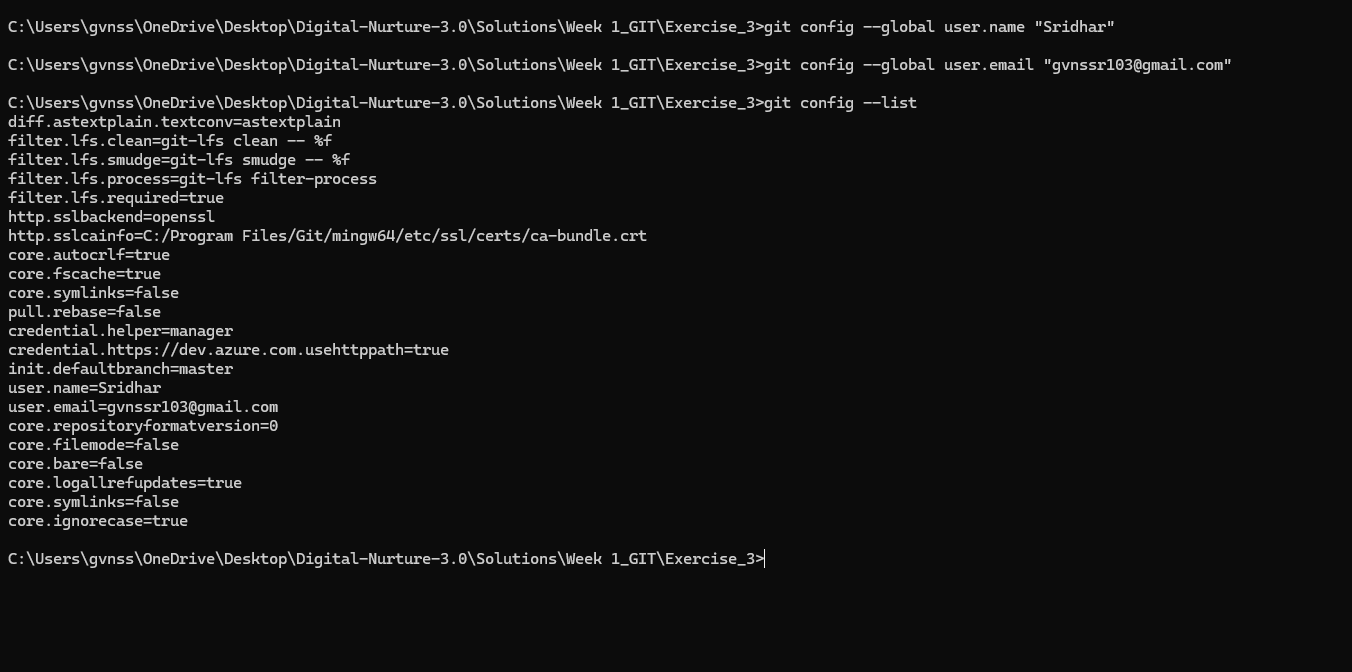 C:\Users\gvnss\OneDrive\Desktop\Digital-Nurture-3.0\Solutions\Week 1_GIT\Exercise_3>git config --global user.name "Sridhar"
C:\Users\gvnss\OneDrive\Desktop\Digital-Nurture-3.0\Solutions\Week 1_GIT\Exercise_3>git config --global user.email "gvnssr103@gmail.com"
C:\Users\gvnss\OneDrive\Desktop\Digital-Nurture-3.0\Solutions\Week 1_GIT\Exercise_3>git config --list
diff.astextplain.textconv=astextplain
filter.lfs.clean=git-lfs clean -- %f
filter.lfs.smudge=git-lfs smudge -- %f
filter.lfs.process=git-lfs filter-process
filter.lfs.required=true
http.sslbackend=openssl
http.sslcainfo=C:/Program Files/Git/mingw64/etc/ssl/certs/ca-bundle.crt
core.autocrlf=true
core.fscache=true
core.symlinks=false
pull.rebase=false
credential.helper=manager
credential.https://dev.azure.com.usehttppath=true
init.defaultbranch=master
user.name=Sridhar
user.email=gvnssr103@gmail.com
core.repositoryformatversion=0
core.filemode=false
core.bare=false
core.logallrefupdates=true
core.symlinks=false
core.ignorecase=true
C:\Users\gvnss\OneDrive\Desktop\Digital-Nurture-3.0\Solutions\Week 1_GIT\Exercise_3>